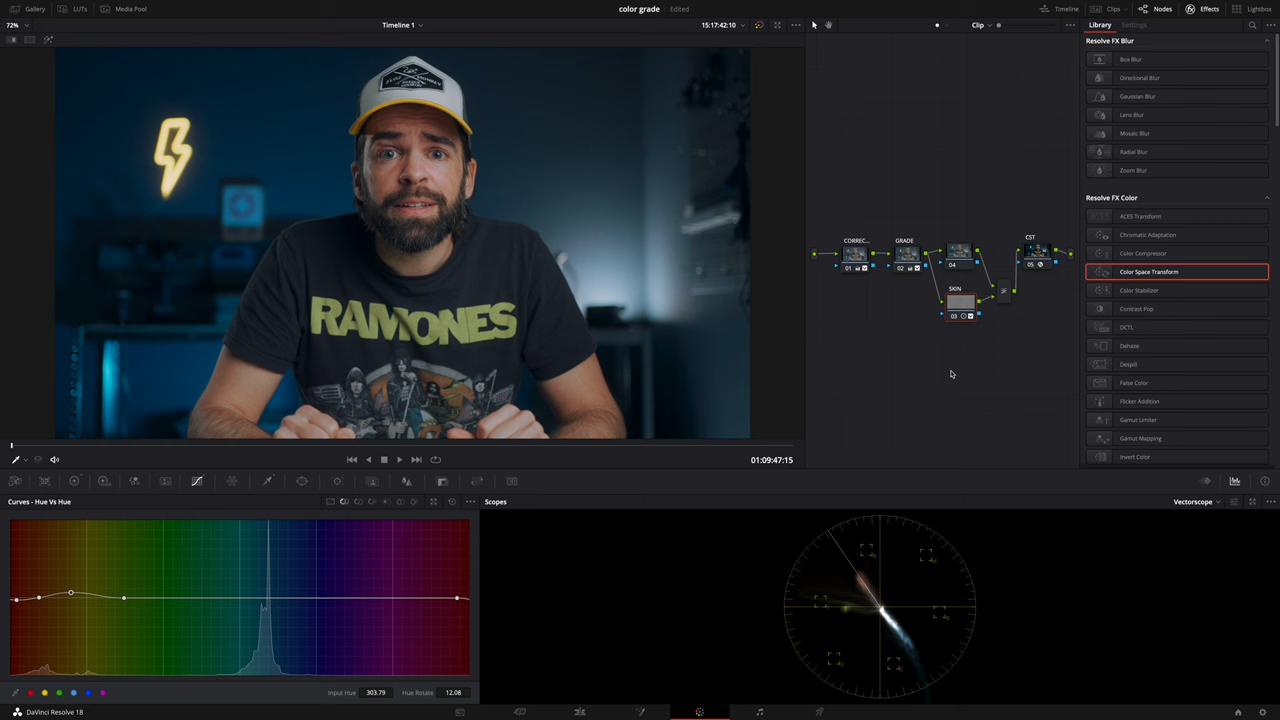 Gallery
LUTs
Media Pool
color grade
Edited
Timeline
Clips
Nodes
Effects
Lightbox
72%
Timeline 1
15:17:42:10
Clip
Library
Settings
Resolve FX Blur
Box Blur
Directional Blur
Gaussian Blur
Lens Blur
Mosaic Blur
Radial Blur
Zoom Blur
Resolve FX Color
ACES Transform
Chromatic Adaptation
Color Compressor
Color Space Transform
Color Stabilizer
Contrast Pop
DCTL
Dehaze
Despill
False Color
Flicker Addition
Gamut Limiter
Gamut Mapping
Invert Color
CORREC...
GRADE
CST
01
02
04
05
SKIN
03
RAMONES
01:09:47:15
Curves - Hue Vs Hue
Scopes
Vectorscope
Input Hue
303.79
Hue Rotate
12.08
DaVinci Resolve 18